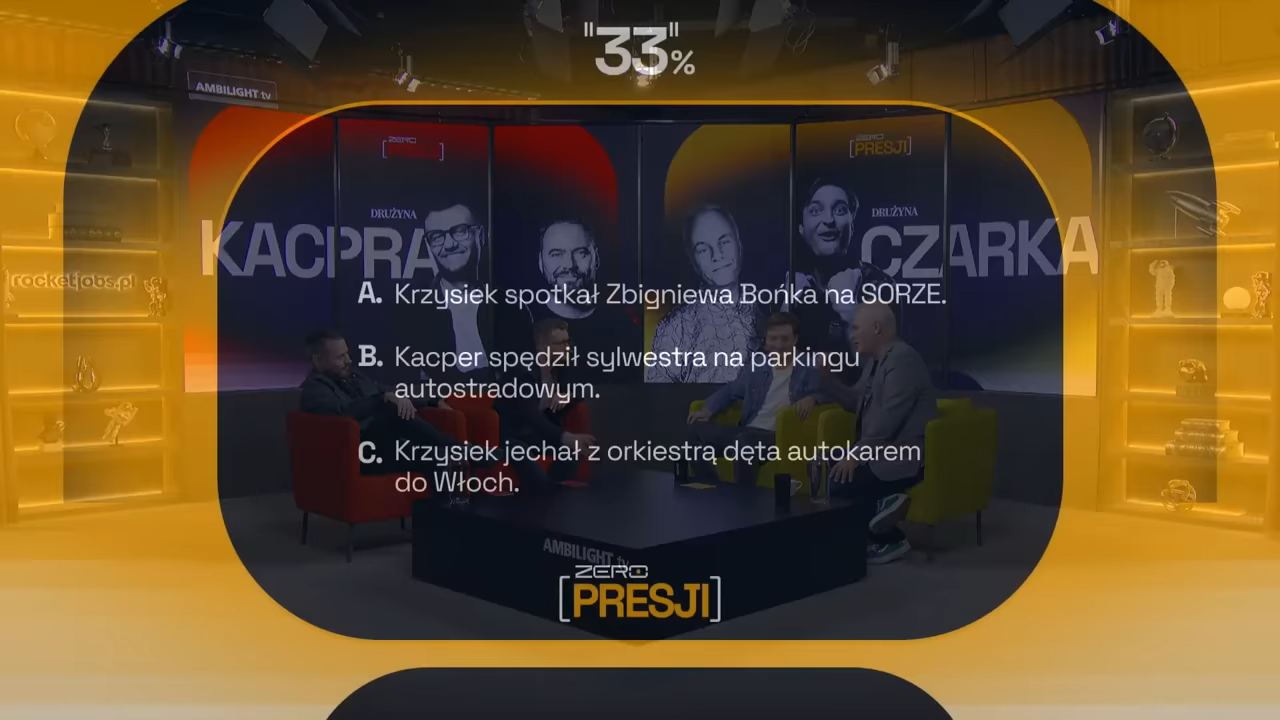 "33"%
AMBILIGHT tv
ZERO
ZERO
PRESJI
DRUŻYNA
KACPRA
DRUŻYNA
CZARKA
rocketjobs.pl
A. Krzysiek spotkał Zbigniewa Bońka na SORZE.
B. Kacper spędził sylwestra na parkingu
autostradowym.
C. Krzysiek jechał z orkiestrą dęta autokarem
do Włoch.
AMBILIGHT tv
ZERO
[PRESJI]